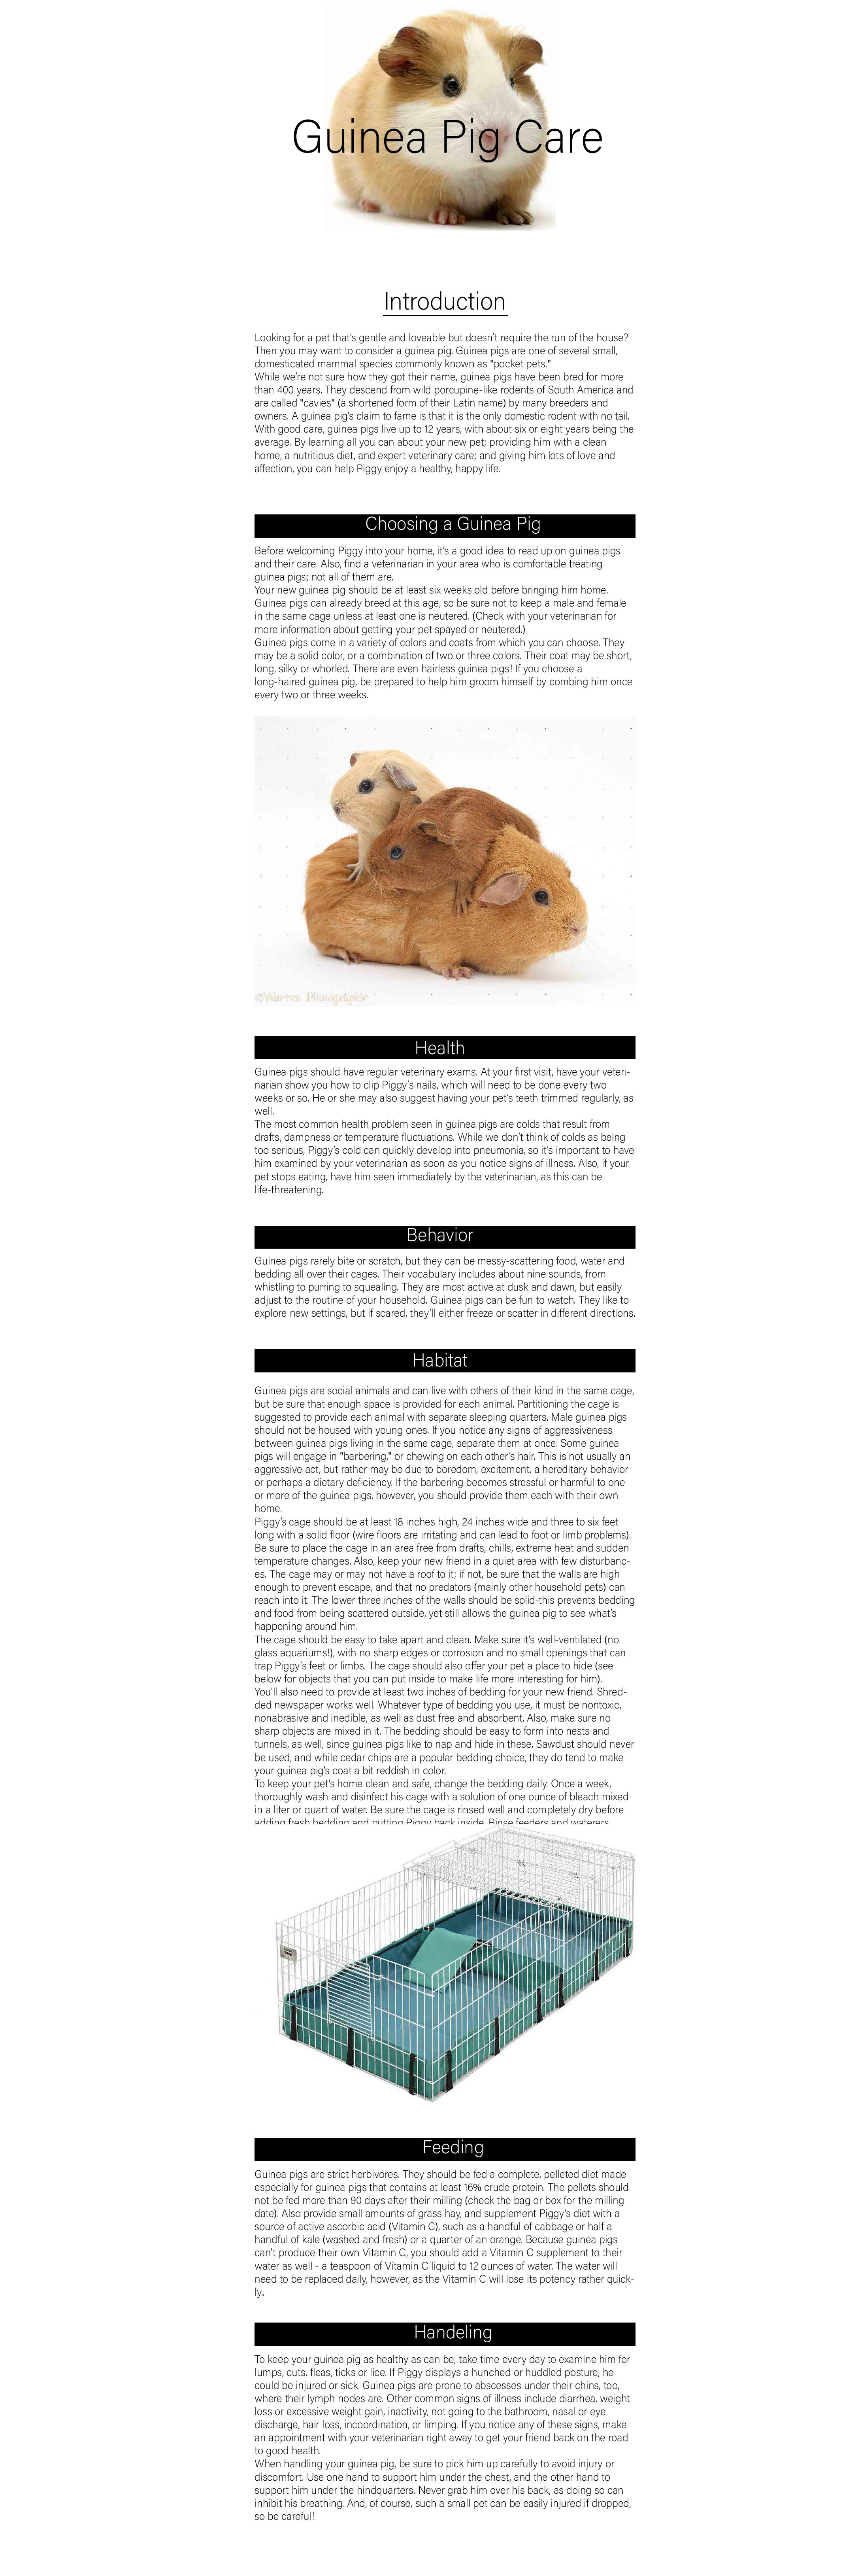 Guinea Pig Care
Introduction
Looking for a pet that's gentle and loveable but doesn't require the run of the house?
Then you may want to consider a guinea pig. Guinea pigs are one of several small,
domesticated mammal species commonly known as "pocket pets."
While we're not sure how they got their name, guinea pigs have been bred for more
than 400 years. They descend from wild porcupine-like rodents of South America and
are called "cavies" (a shortened form of their Latin name) by many breeders and
owners. A guinea pig's claim to fame is that it is the only domestic rodent with no tail.
With good care, guinea pigs live up to 12 years, with about six or eight years being the
average. By learning all you can about your new pet; providing him with a clean
home, a nutritious diet, and expert veterinary care; and giving him lots of love and
affection, you can help Piggy enjoy a healthy, happy life.
Choosing a Guinea Pig
Before welcoming Piggy into your home, it's a good idea to read up on guinea pigs
and their care. Also, find a veterinarian in your area who is comfortable treating
guinea pigs; not all of them are.
Your new guinea pig should be at least six weeks old before bringing him home.
Guinea pigs can already breed at this age, so be sure not to keep a male and female
in the same cage unless at least one is neutered. (Check with your veterinarian for
more information about getting your pet spayed or neutered.)
Guinea pigs come in a variety of colors and coats from which you can choose. They
may be a solid color, or a combination of two or three colors. Their coat may be short,
long, silky or whorled. There are even hairless guinea pigs! If you choose a
long-haired guinea pig, be prepared to help him groom himself by combing him once
every two or three weeks.
©Warren Photographic
Health
Guinea pigs should have regular veterinary exams. At your first visit, have your veteri-
narian show you how to clip Piggy's nails, which will need to be done every two
weeks or so. He or she may also suggest having your pet's teeth trimmed regularly, as
well.
The most common health problem seen in guinea pigs are colds that result from
drafts, dampness or temperature fluctuations. While we don't think of colds as being
too serious, Piggy's cold can quickly develop into pneumonia, so it's important to have
him examined by your veterinarian as soon as you notice signs of illness. Also, if your
pet stops eating, have him seen immediately by the veterinarian, as this can be
life-threatening.
Behavior
Guinea pigs rarely bite or scratch, but they can be messy-scattering food, water and
bedding all over their cages. Their vocabulary includes about nine sounds, from
whistling to purring to squealing. They are most active at dusk and dawn, but easily
adjust to the routine of your household. Guinea pigs can be fun to watch. They like to
explore new settings, but if scared, they'll either freeze or scatter in different directions.
Habitat
Guinea pigs are social animals and can live with others of their kind in the same cage,
but be sure that enough space is provided for each animal. Partitioning the cage is
suggested to provide each animal with separate sleeping quarters. Male guinea pigs
should not be housed with young ones. If you notice any signs of aggressiveness
between guinea pigs living in the same cage, separate them at once. Some guinea
pigs will engage in "barbering," or chewing on each other's hair. This is not usually an
aggressive act, but rather may be due to boredom, excitement, a hereditary behavior
or perhaps a dietary deficiency. If the barbering becomes stressful or harmful to one
or more of the guinea pigs, however, you should provide them each with their own
home.
Piggy's cage should be at least 18 inches high, 24 inches wide and three to six feet
long with a solid floor (wire floors are irritating and can lead to foot or limb problems).
Be sure to place the cage in an area free from drafts, chills, extreme heat and sudden
temperature changes. Also, keep your new friend in a quiet area with few disturbanc-
es. The cage may or may not have a roof to it; if not, be sure that the walls are high
enough to prevent escape, and that no predators (mainly other household pets) can
reach into it. The lower three inches of the walls should be solid-this prevents bedding
and food from being scattered outside, yet still allows the guinea pig to see what's
happening around him.
The cage should be easy to take apart and clean. Make sure it's well-ventilated (no
glass aquariums!), with no sharp edges or corrosion and no small openings that can
trap Piggy's feet or limbs. The cage should also offer your pet a place to hide (see
below for objects that you can put inside to make life more interesting for him).
You'll also need to provide at least two inches of bedding for your new friend. Shred-
ded newspaper works well. Whatever type of bedding you use, it must be nontoxic,
nonabrasive and inedible, as well as dust free and absorbent. Also, make sure no
sharp objects are mixed in it. The bedding should be easy to form into nests and
tunnels, as well, since guinea pigs like to nap and hide in these. Sawdust should never
be used, and while cedar chips are a popular bedding choice, they do tend to make
your guinea pig's coat a bit reddish in color.
To keep your pet's home clean and safe, change the bedding daily. Once a week,
thoroughly wash and disinfect his cage with a solution of one ounce of bleach mixed
in a liter or quart of water. Be sure the cage is rinsed well and completely dry before
adding fresh bedding and putting Piggy back inside. Rinse feeders and waterers
Feeding
Guinea pigs are strict herbivores. They should be fed a complete, pelleted diet made
especially for guinea pigs that contains at least 16% crude protein. The pellets should
not be fed more than 90 days after their milling (check the bag or box for the milling
date). Also provide small amounts of grass hay, and supplement Piggy's diet with a
source of active ascorbic acid (Vitamin C), such as a handful of cabbage or half a
handful of kale (washed and fresh) or a quarter of an orange. Because guinea pigs
can't produce their own Vitamin C, you should add a Vitamin C supplement to their
water as well - a teaspoon of Vitamin C liquid to 12 ounces of water. The water will
need to be replaced daily, however, as the Vitamin C will lose its potency rather quick-
ly..
Handeling
To keep your guinea pig as healthy as can be, take time every day to examine him for
lumps, cuts, fleas, ticks or lice. If Piggy displays a hunched or huddled posture, he
could be injured or sick. Guinea pigs are prone to abscesses under their chins, too,
where their lymph nodes are. Other common signs of illness include diarrhea, weight
loss or excessive weight gain, inactivity, not going to the bathroom, nasal or eye
discharge, hair loss, incoordination, or limping. If you notice any of these signs, make
an appointment with your veterinarian right away to get your friend back on the road
to good health.
When handling your guinea pig, be sure to pick him up carefully to avoid injury or
discomfort. Use one hand to support him under the chest, and the other hand to
support him under the hindquarters. Never grab him over his back, as doing so can
inhibit his breathing. And, of course, such a small pet can be easily injured if dropped,
so be careful!